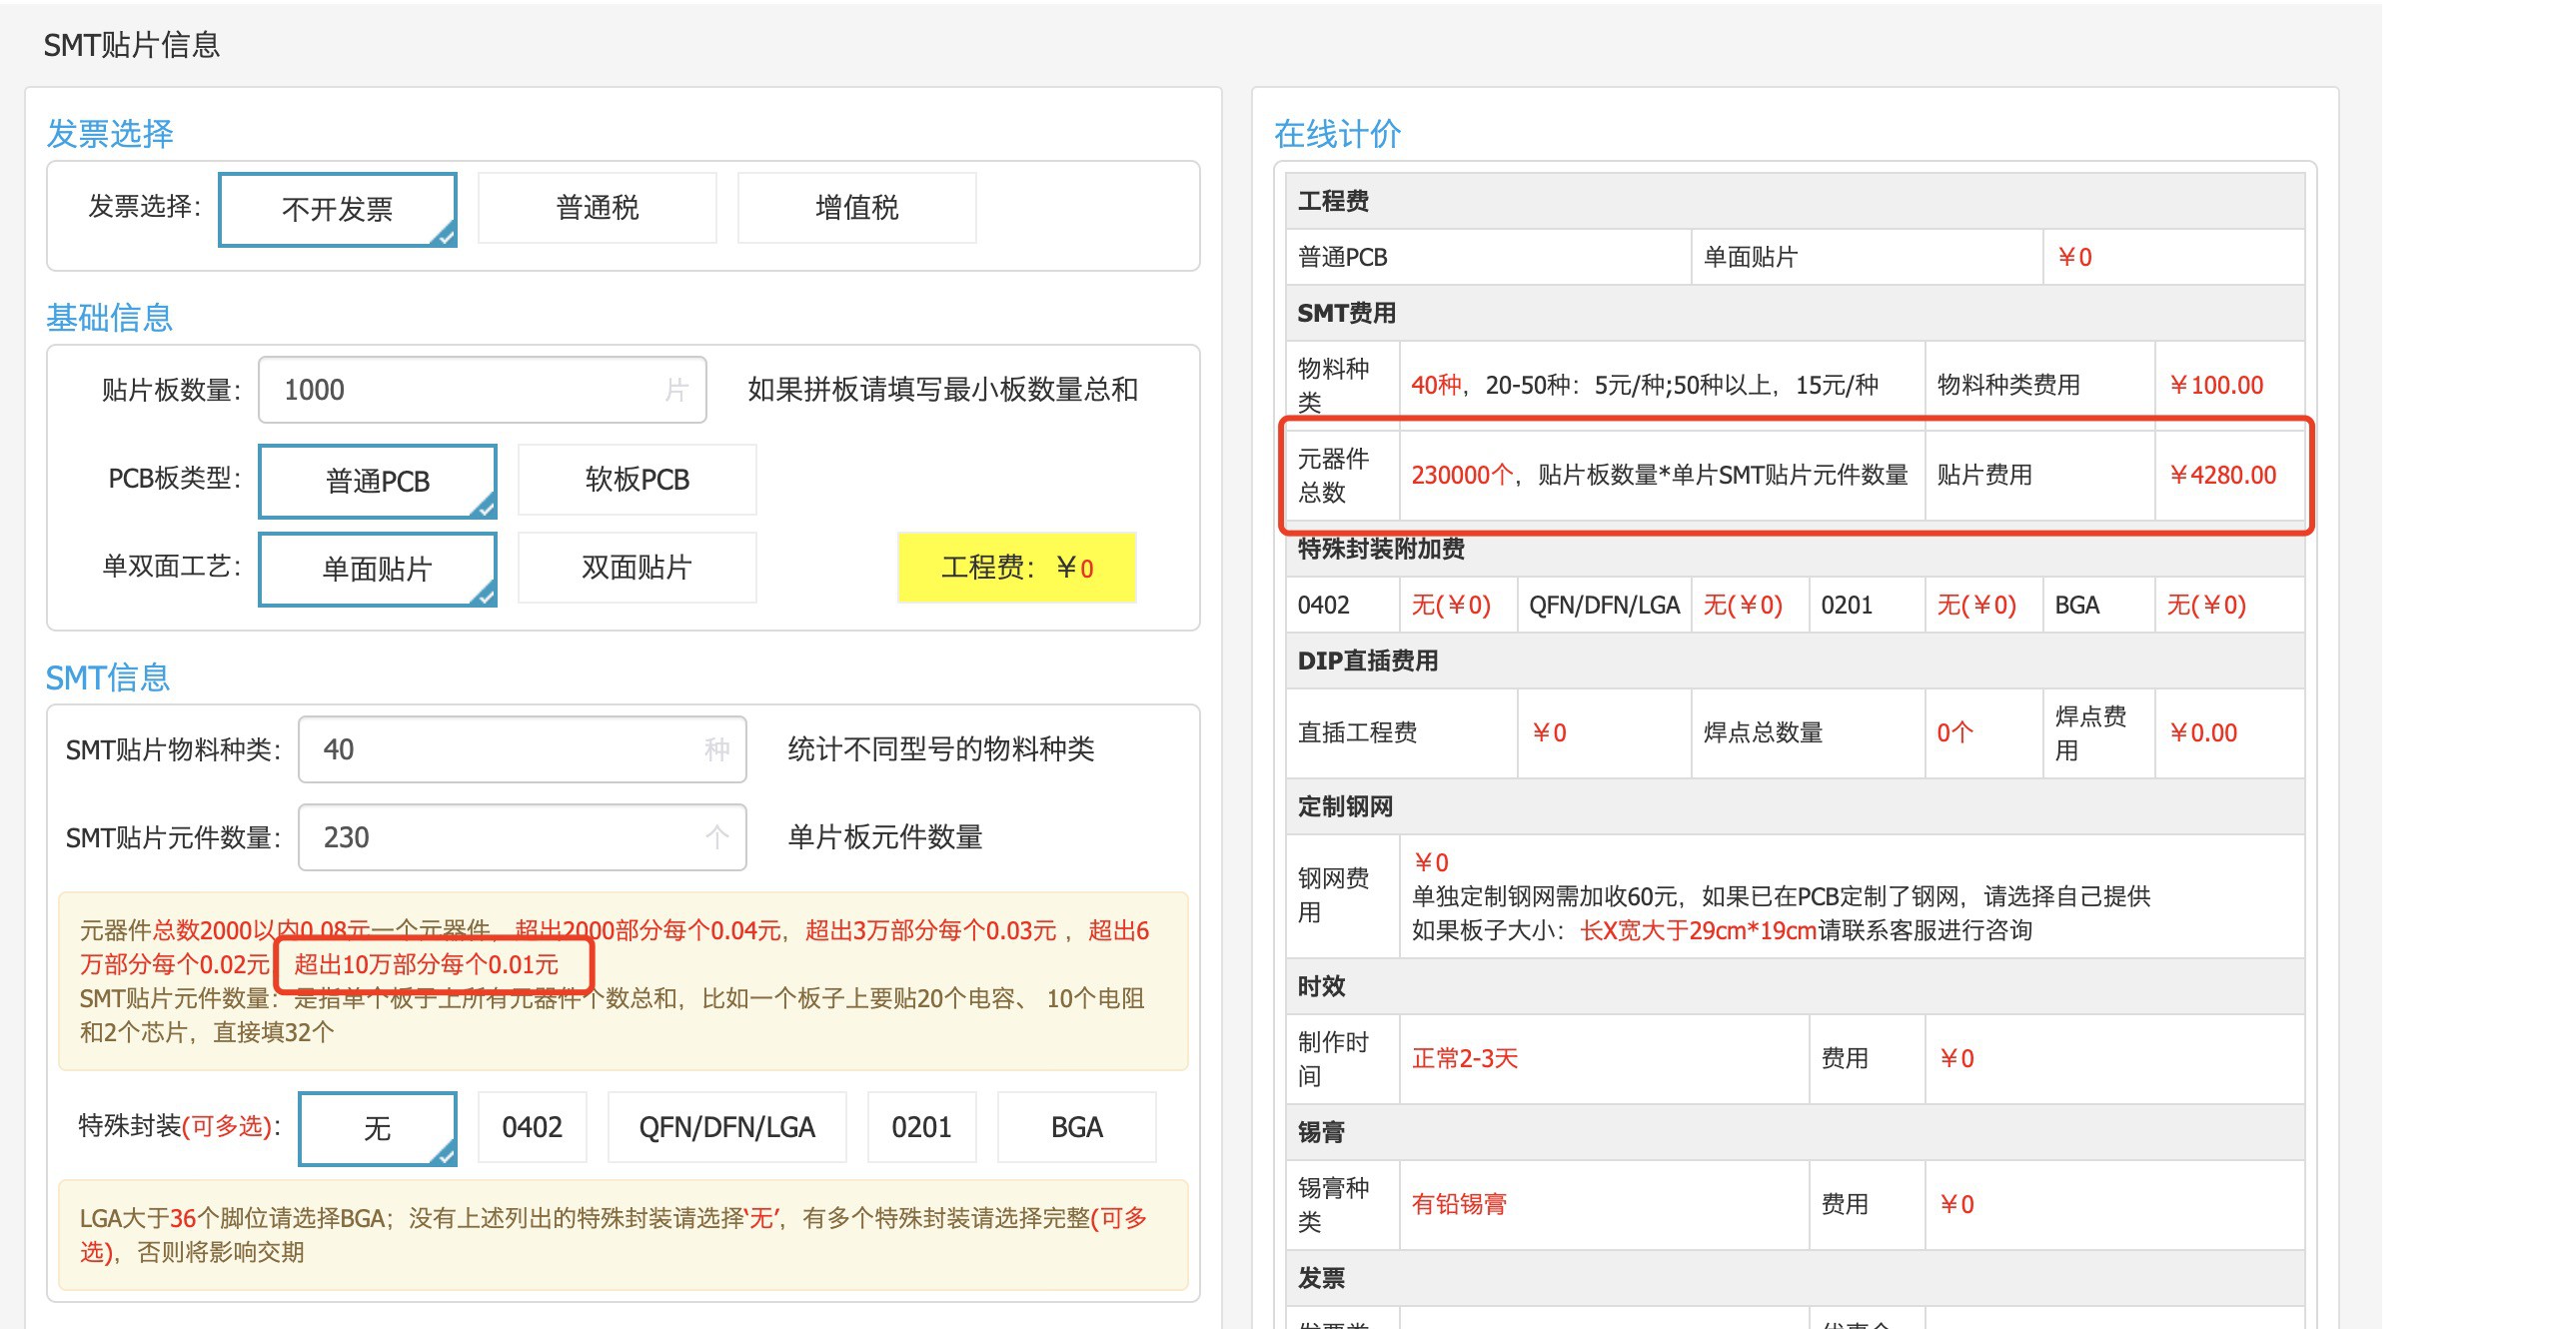 SMT贴片信息
发票选择
发票选择：
不开发票
普通税
增值税
基础信息
贴片板数量：
1000
片
如果拼板请填写最小板数量总和
PCB板类型：
普通PCB
软板PCB
单双面工艺：
单面贴片
双面贴片
工程费：￥0
SMT信息
SMT贴片物料种类：
40
种
统计不同型号的物料种类
SMT贴片元件数量：
230
个
单片板元件数量
元器件总数2000以内0.08元一个元器件，超出2000部分每个0.04元，超出3万部分每个0.03元 ，超出6
万部分每个0.02元 超出10万部分每个0.01元
SMT贴片元件数量：是指单个板子上所有元器件个数总和，比如一个板子上要贴20个电容、 10个电阻
和2个芯片，直接填32个
特殊封装(可多选)：
无
0402
QFN/DFN/LGA
0201
BGA
LGA大于36个脚位请选择BGA；没有上述列出的特殊封装请选择‘无’，有多个特殊封装请选择完整(可多
选)，否则将影响交期
在线计价
工程费
普通PCB
单面贴片
￥0
SMT费用
物料种
类
40种，20-50种：5元/种;50种以上，15元/种
物料种类费用
￥100.00
元器件
总数
230000个，贴片板数量*单片SMT贴片元件数量
贴片费用
￥4280.00
特殊封装附加费
0402
无(￥0)
QFN/DFN/LGA
无(￥0)
0201
无(￥0)
BGA
无(￥0)
DIP直插费用
直插工程费
￥0
焊点总数量
0个
焊点费
用
￥0.00
定制钢网
钢网费
用
￥0
单独定制钢网需加收60元，如果已在PCB定制了钢网，请选择自己提供
如果板子大小：长X宽大于29cm*19cm请联系客服进行咨询
时效
制作时
间
正常2-3天
费用
￥0
锡膏
锡膏种
类
有铅锡膏
费用
￥0
发票